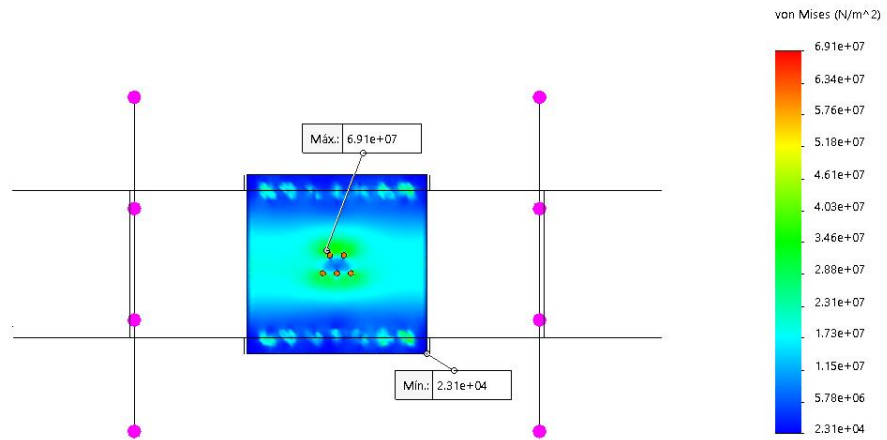 von Mises (N/m^2)
6.91e+07
6.34e+07
5.76e+07
5.18e+07
4.61e+07
4.03e+07
3.46e+07
2.88e+07
2.31e+07
1.73e+07
1.15e+07
5.78e+06
2.31e+04
Máx.: 6.91e+07
Mín.: 2.31e+04